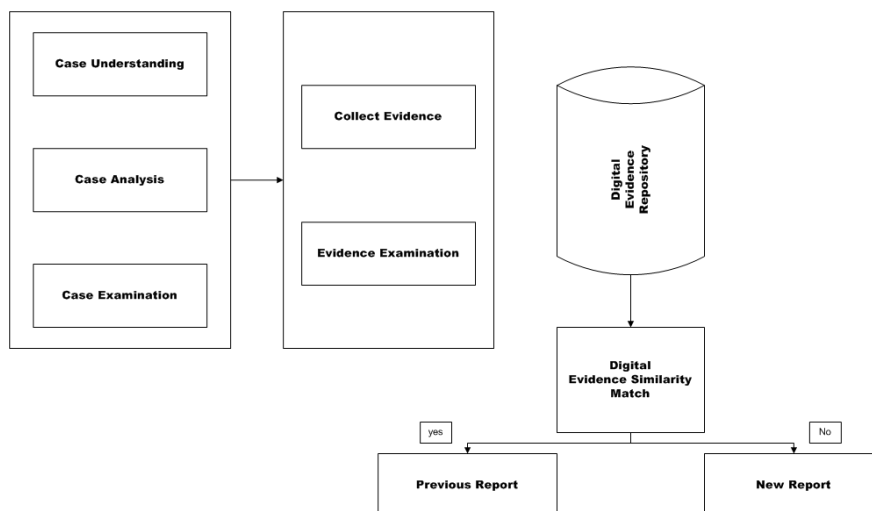 Case Understanding
Case Analysis
Case Examination
Collect Evidence
Evidence Examination
Digital
Evidence
Repository
Digital
Evidence Similarity
Match
yes
No
Previous Report
New Report